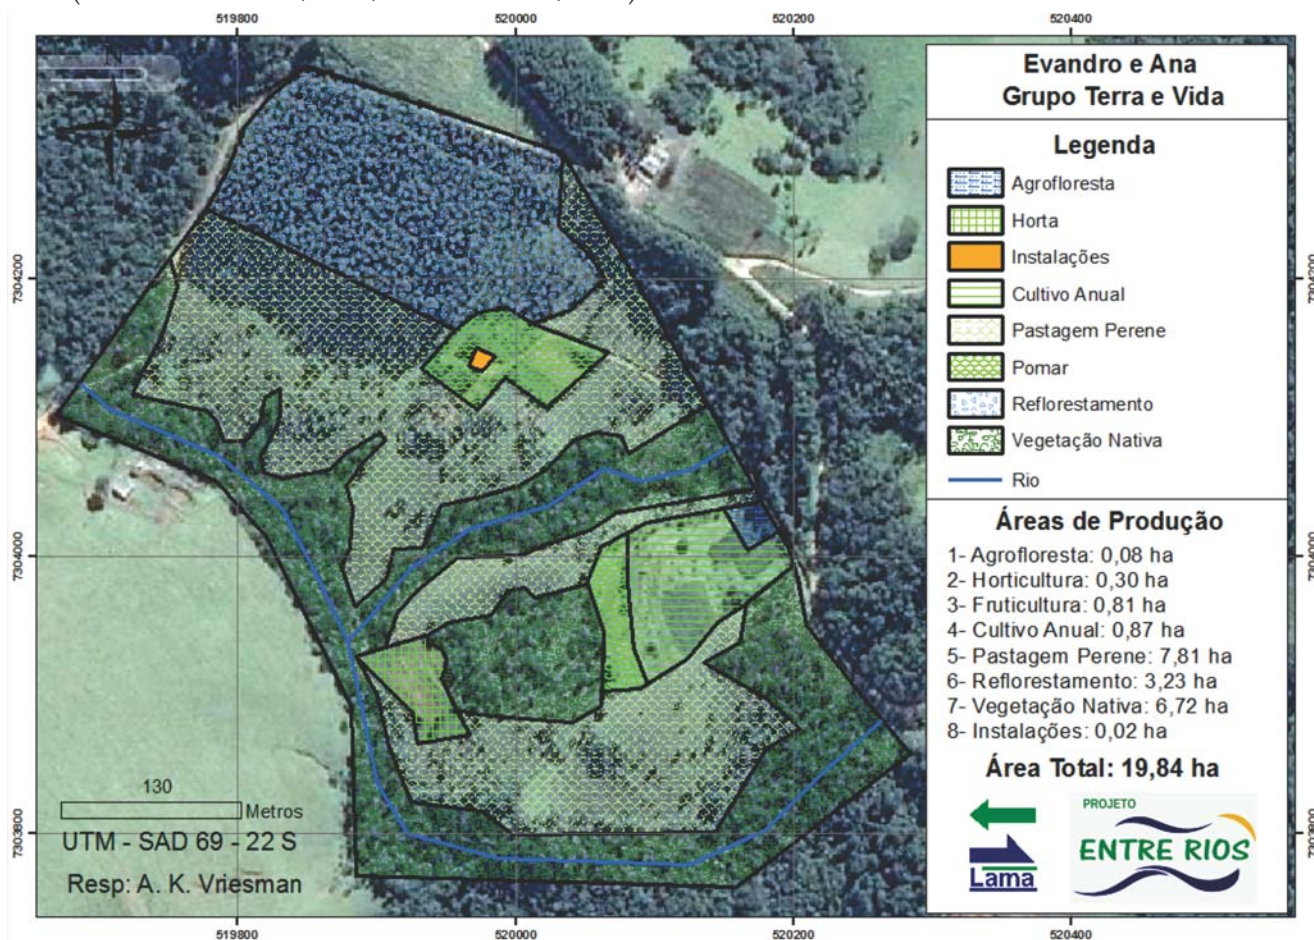 519800
520000
520200
520400
N
7304200
7304000
7303800
7304200
7304000
7303800
130
Metros
UTM - SAD 69 - 22 S
Resp: A. K. Vriesman
519800
520000
520200
520400
Evandro e Ana
Grupo Terra e Vida
Legenda
Agrofloresta
Horta
Instalações
Cultivo Anual
Pastagem Perene
Pomar
Reflorestamento
Vegetação Nativa
Rio
Áreas de Produção
1- Agrofloresta: 0,08 ha
2- Horticultura: 0,30 ha
3- Fruticultura: 0,81 ha
4- Cultivo Anual: 0,87 ha
5- Pastagem Perene: 7,81 ha
6- Reflorestamento: 3,23 ha
7- Vegetação Nativa: 6,72 ha
8- Instalações: 0,02 ha
Área Total: 19,84 ha
Lama
PROJETO
ENTRE RIOS